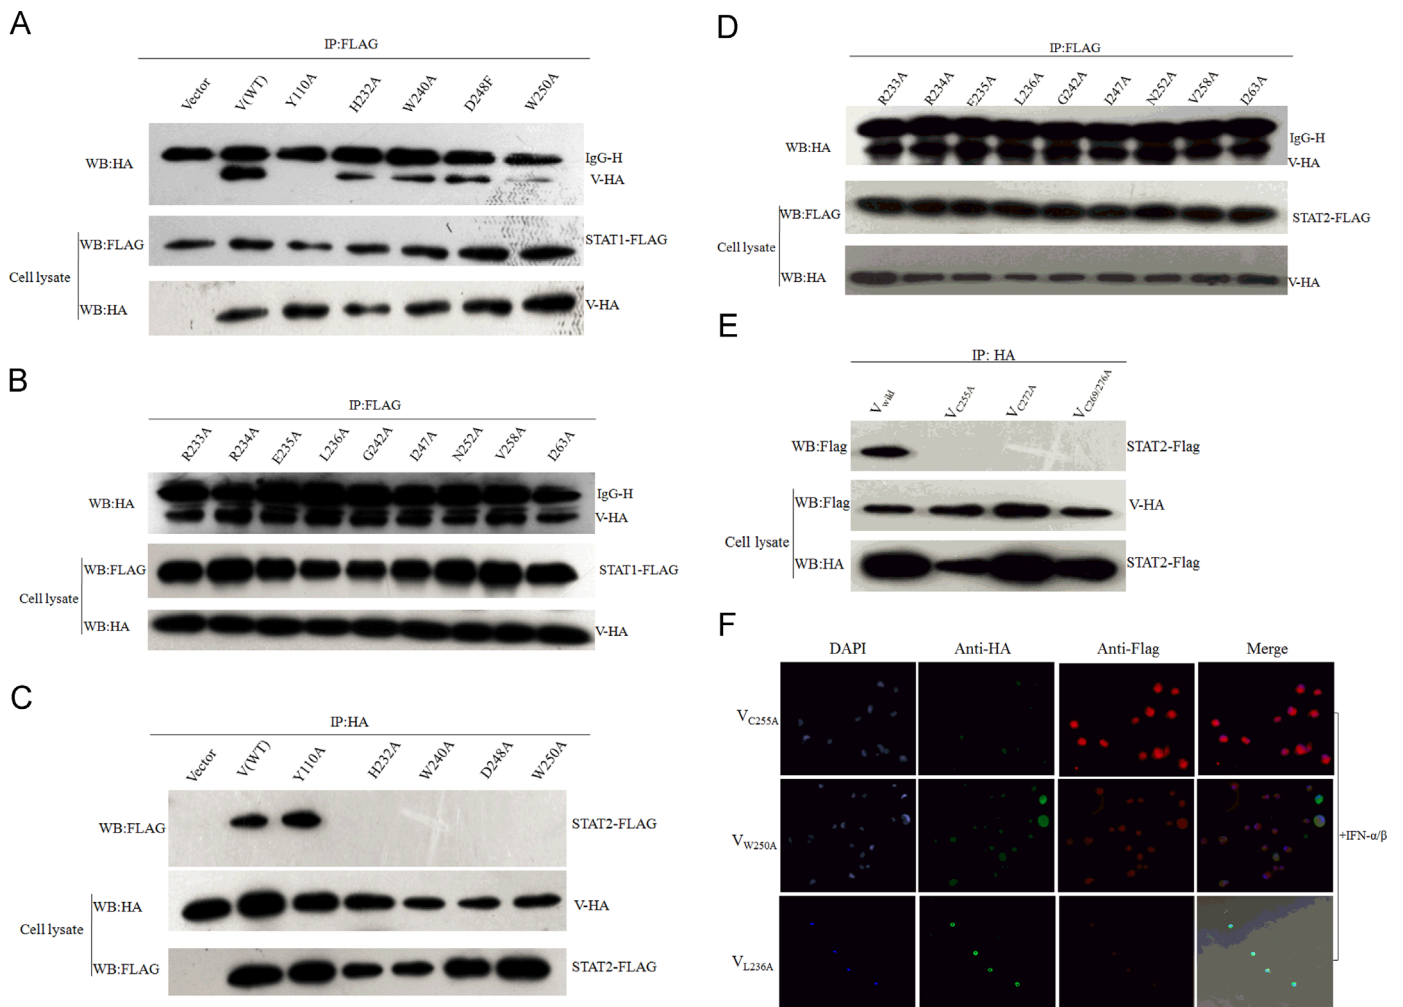 A
IP:FLAG
Vector V(WT) Y110A H232A W240A D248F W250A
WB:HA
IgG-H
V-HA
Cell lysate
WB:FLAG
STAT1-FLAG
WB:HA
V-HA
B
IP:FLAG
R233A R234A E235A L236A G242A I247A N252A V258A I263A
WB:HA
IgG-H
V-HA
Cell lysate
WB:FLAG
STAT1-FLAG
WB:HA
V-HA
C
IP:HA
Vector V(WT) Y110A H232A W240A D248A W250A
WB:FLAG
STAT2-FLAG
Cell lysate
WB:HA
V-HA
WB:FLAG
STAT2-FLAG
D
IP:FLAG
R233A R234A E235A L236A G242A I247A N252A V258A I263A
WB:HA
IgG-H
V-HA
Cell lysate
WB:FLAG
STAT2-FLAG
WB:HA
V-HA
E
IP: HA
Vwild VC255A VC272A VC269/276A
WB:Flag
STAT2-Flag
Cell lysate
WB:Flag
V-HA
WB:HA
STAT2-Flag
F
DAPI Anti-HA Anti-Flag Merge
VC255A
VW250A
+IFN-α/β
VL236A